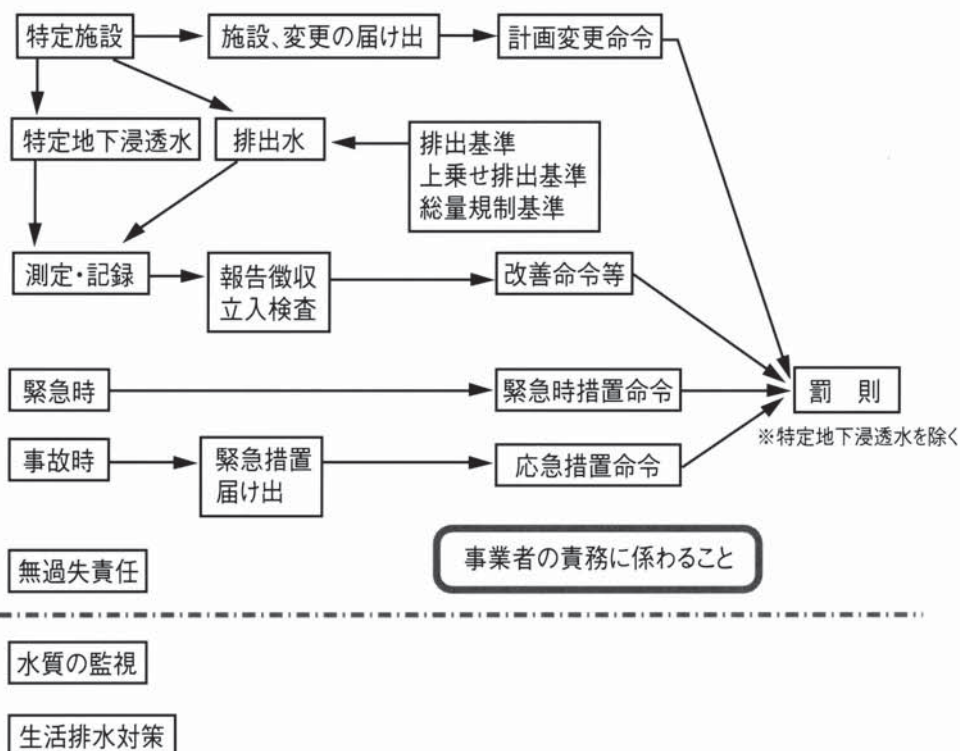 特定施設
施設、変更の届け出
計画変更命令
特定地下浸透水
排出水
排出基準
上乗せ排出基準
総量規制基準
測定・記録
報告徴収
立入検査
改善命令等
緊急時
緊急時措置命令
罰 則
※特定地下浸透水を除く
事故時
緊急措置
届け出
応急措置命令
事業者の責務に係わること
無過失責任
水質の監視
生活排水対策